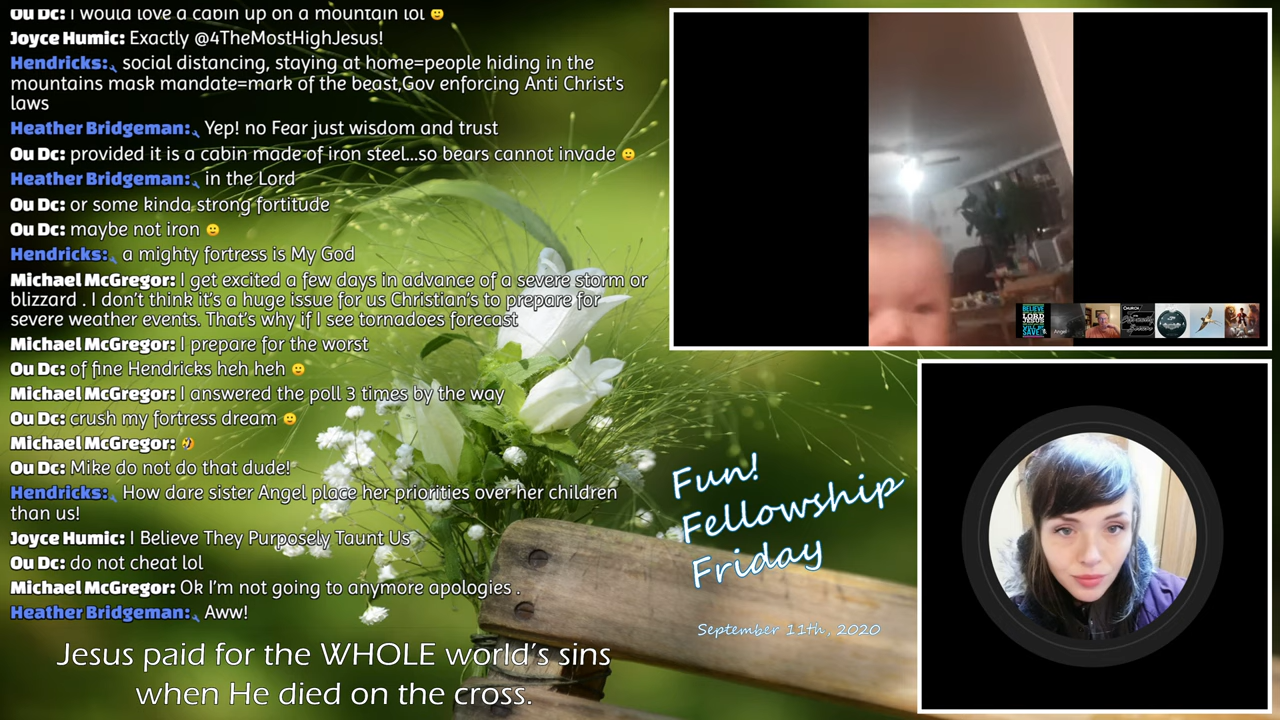 Ou Dc: I would love a cabin up on a mountain lol
Joyce Humic: Exactly @4TheMostHighJesus!
Hendricks: social distancing, staying at home=people hiding in the
mountains mask mandate=mark of the beast,Gov enforcing Anti Christ's
laws
Heather Bridgeman: Yep! no Fear just wisdom and trust
Ou Dc: provided it is a cabin made of iron steel...so bears cannot invade
Heather Bridgeman: in the Lord
Ou Dc: or some kinda strong fortitude
Ou Dc: maybe not iron
Hendricks: a mighty fortress is My God
Michael McGregor: I get excited a few days in advance of a severe storm or
blizzard . I don't think it's a huge issue for us Christian's to prepare for
severe weather events. That's why if I see tornadoes forecast
Michael McGregor: I prepare for the worst
Ou Dc: of fine Hendricks heh heh
Michael McGregor: I answered the poll 3 times by the way
Ou Dc: crush my fortress dream
Michael McGregor: 🤣
Ou Dc: Mike do not do that dude!
Hendricks: How dare sister Angel place her priorities over her children
than us!
Joyce Humic: I Believe They Purposely Taunt Us
Ou Dc: do not cheat lol
Michael McGregor: Ok I'm not going to anymore apologies .
Heather Bridgeman: Aww!
Jesus paid for the WHOLE world's sins
when He died on the cross.
BELIEVE
LORD
JESUS
SAVE
Angel
CHURCH
Fun!
Fellowship
Friday
September 11th, 2020